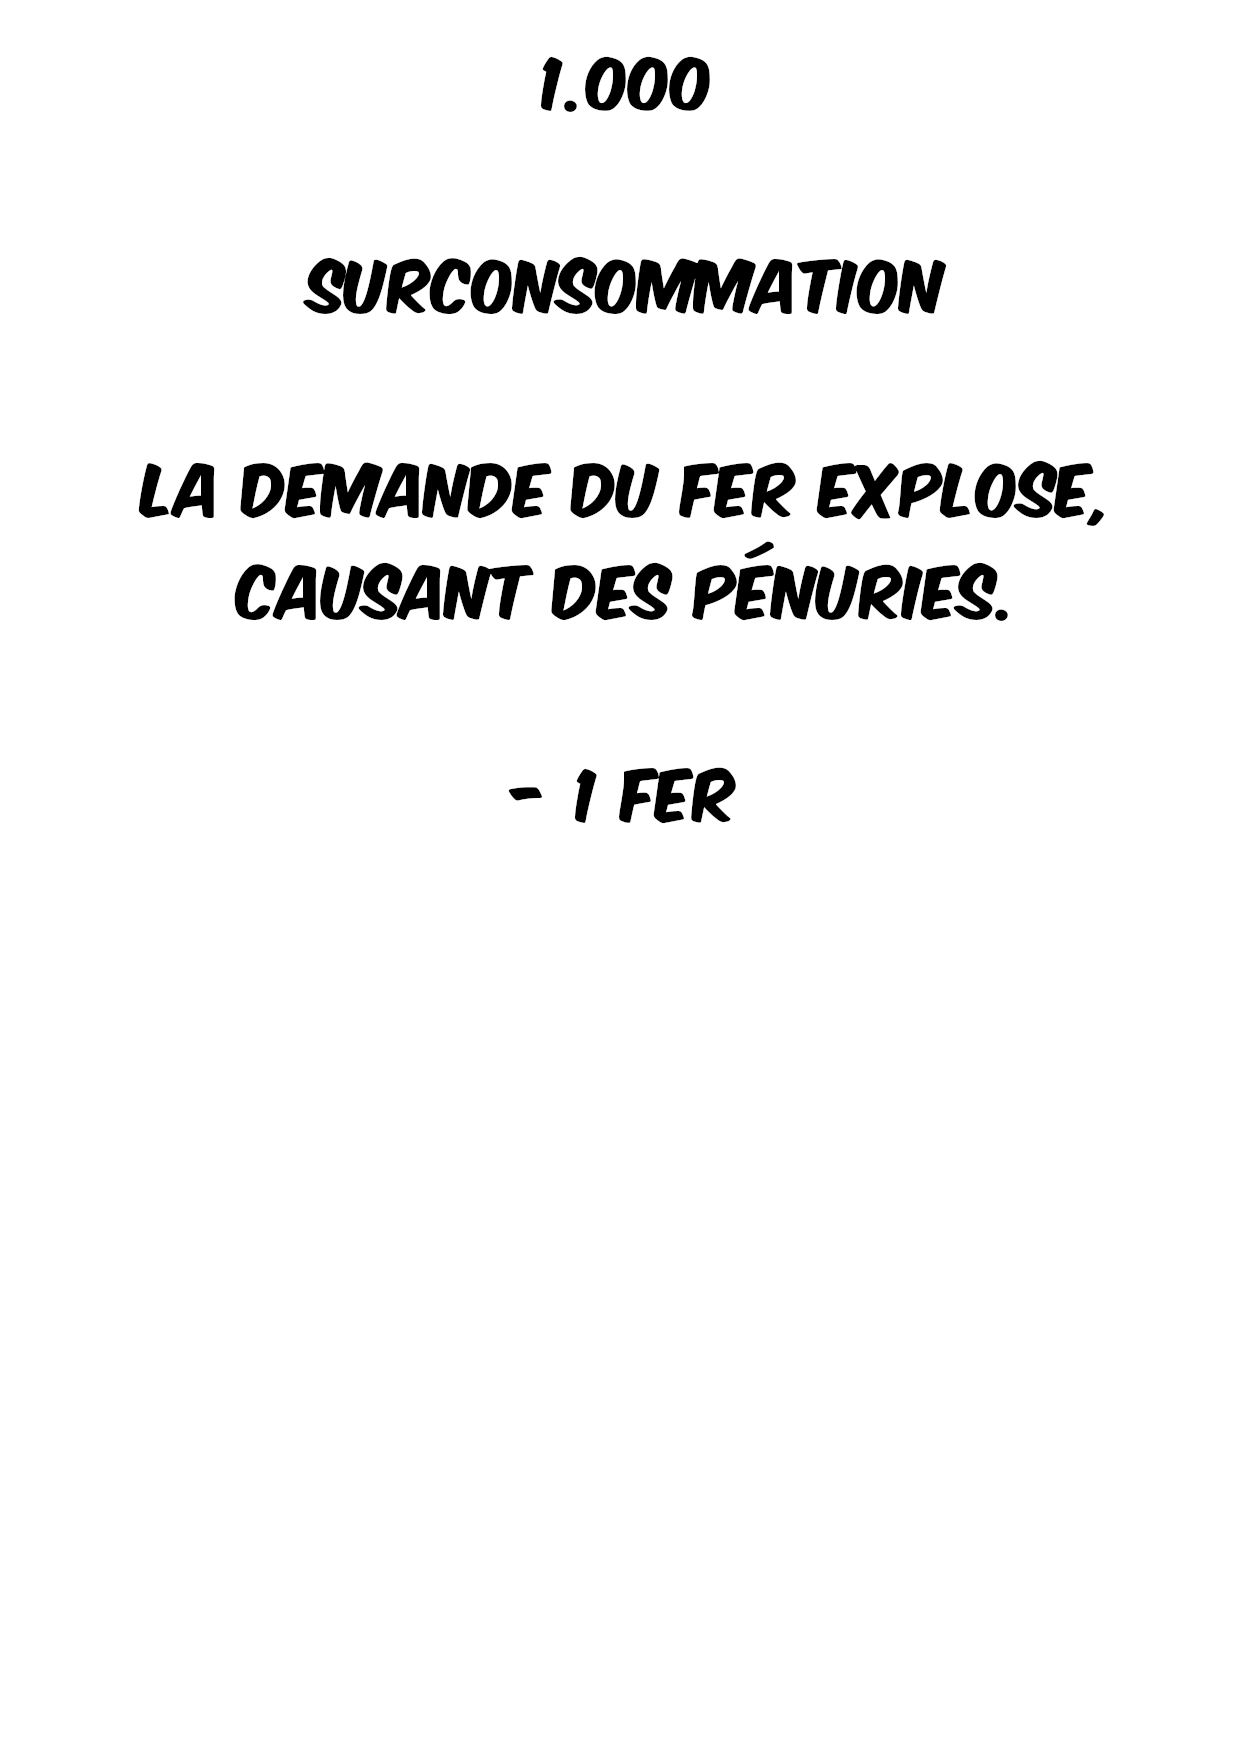 1.000
SURCONSOMMATION
LA DEMANDE DU FER EXPLOSE,
CAUSANT DES PÉNURIES.
- 1 FER